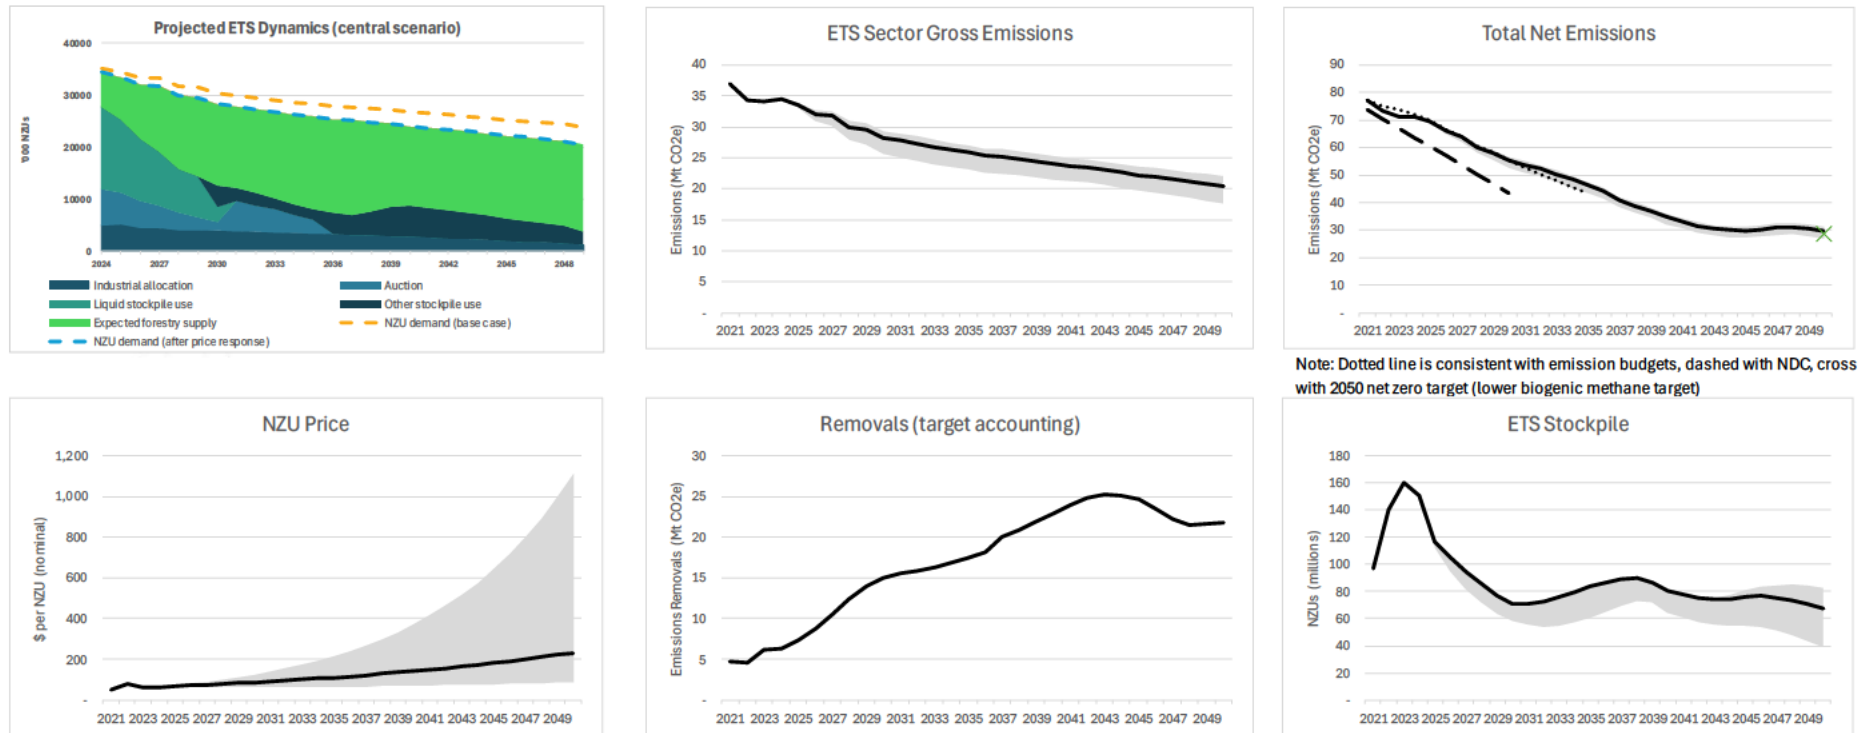 Projected ETS Dynamics (central scenario)
'000 NZUs
40000
30000
20000
10000
0
2024 2027 2030 2033 2036 2039 2042 2045 2048
Industrial allocation
Auction
Liquid stockpile use
Other stockpile use
Expected forestry supply
NZU demand (base case)
NZU demand (after price response)
ETS Sector Gross Emissions
Emissions (Mt CO2e)
40
35
30
25
20
15
10
5
-
2021 2023 2025 2027 2029 2031 2033 2035 2037 2039 2041 2043 2045 2047 2049
Total Net Emissions
Emissions (Mt CO2e)
90
80
70
60
50
40
30
20
10
-
2021 2023 2025 2027 2029 2031 2033 2035 2037 2039 2041 2043 2045 2047 2049
Note: Dotted line is consistent with emission budgets, dashed with NDC, cross
with 2050 net zero target (lower biogenic methane target)
NZU Price
$ per NZU (nominal)
1,200
1,000
800
600
400
200
-
2021 2023 2025 2027 2029 2031 2033 2035 2037 2039 2041 2043 2045 2047 2049
Removals (target accounting)
Emissions Removals (Mt CO2e)
30
25
20
15
10
5
-
2021 2023 2025 2027 2029 2031 2033 2035 2037 2039 2041 2043 2045 2047 2049
ETS Stockpile
NZUs (millions)
180
160
140
120
100
80
60
40
20
-
2021 2023 2025 2027 2029 2031 2033 2035 2037 2039 2041 2043 2045 2047 2049